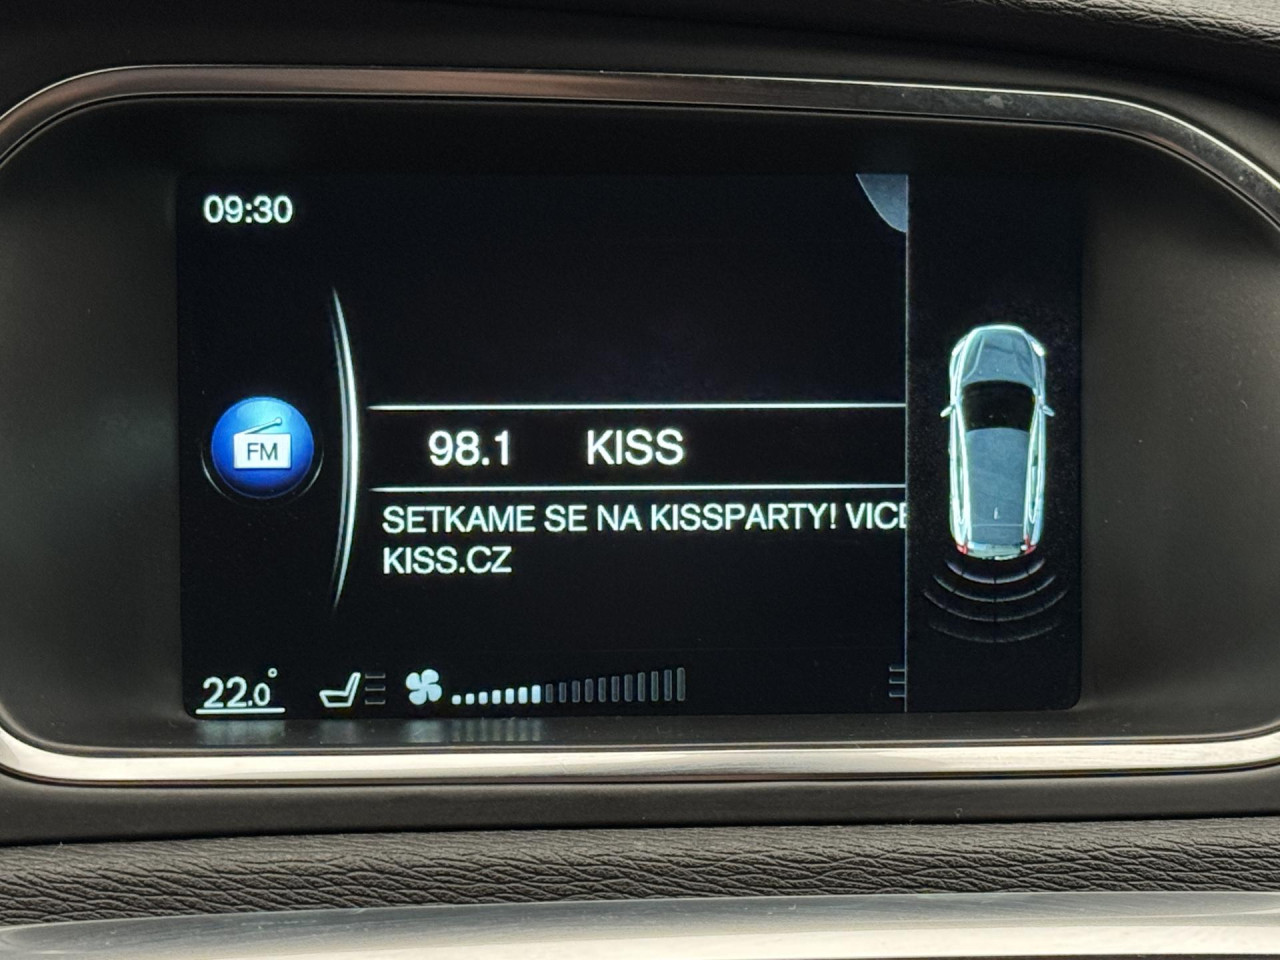 09:30
FM
98.1 KISS
SETKAME SE NA KISSPARTY! VICE
KISS.CZ
22.0°